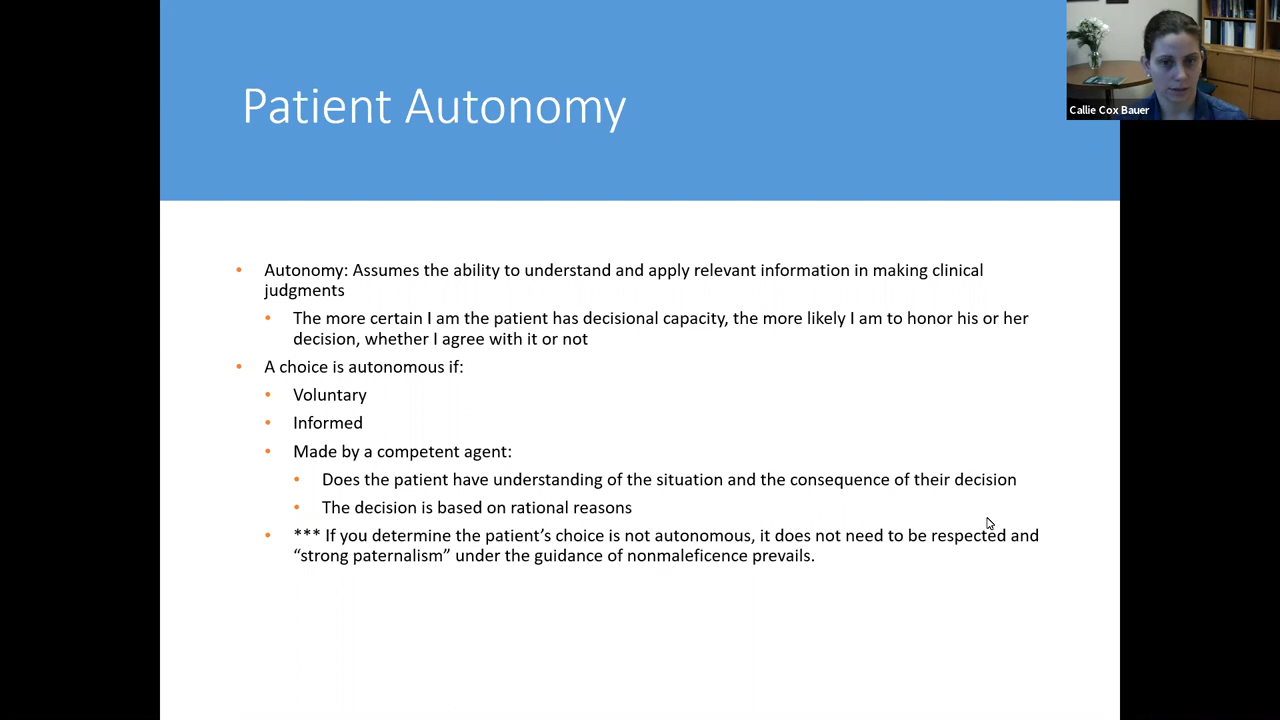 Patient Autonomy
Callie Cox Bauer
• Autonomy: Assumes the ability to understand and apply relevant information in making clinical
judgments
• The more certain I am the patient has decisional capacity, the more likely I am to honor his or her
decision, whether I agree with it or not
• A choice is autonomous if:
• Voluntary
• Informed
• Made by a competent agent:
• Does the patient have understanding of the situation and the consequence of their decision
• The decision is based on rational reasons
• *** If you determine the patient’s choice is not autonomous, it does not need to be respected and
“strong paternalism” under the guidance of nonmaleficence prevails.